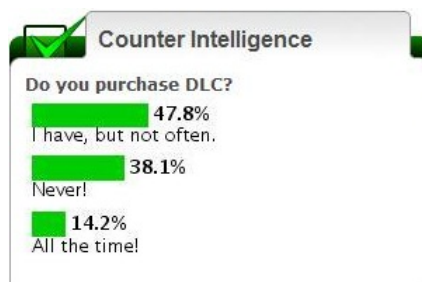 Counter Intelligence
Do you purchase DLC?
47.8%
I have, but not often.
38.1%
Never!
14.2%
All the time!